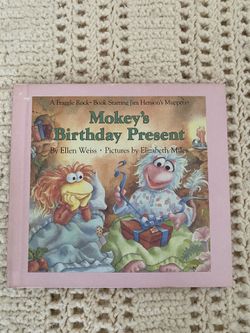 A Fraggle Rock• Book Starring Jim Henson's Muppets
Mokey's
Birthday Present
By Ellen Weiss • Pictures by Elizabeth Miles